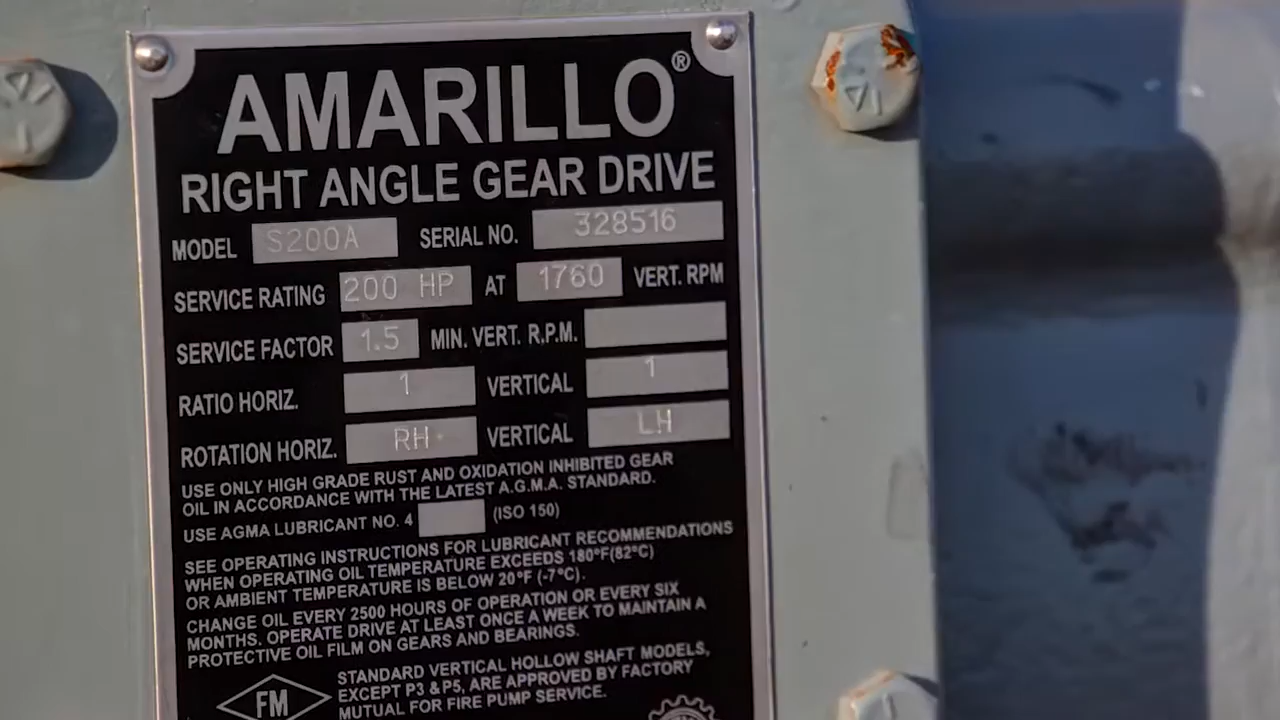 AMARILLO®
RIGHT ANGLE GEAR DRIVE
MODEL S200A SERIAL NO. 328516
SERVICE RATING 200 HP AT 1760 VERT. RPM
SERVICE FACTOR 1.5 MIN. VERT. R.P.M.
RATIO HORIZ. 1 VERTICAL 1
ROTATION HORIZ. RH VERTICAL LH
USE ONLY HIGH GRADE RUST AND OXIDATION INHIBITED GEAR
OIL IN ACCORDANCE WITH THE LATEST A.G.M.A. STANDARD.
USE AGMA LUBRICANT NO. 4 (ISO 150)
SEE OPERATING INSTRUCTIONS FOR LUBRICANT RECOMMENDATIONS
WHEN OPERATING OIL TEMPERATURE EXCEEDS 180°F(82°C)
OR AMBIENT TEMPERATURE IS BELOW 20°F (-7°C).
CHANGE OIL EVERY 2500 HOURS OF OPERATION OR EVERY SIX
MONTHS. OPERATE DRIVE AT LEAST ONCE A WEEK TO MAINTAIN A
PROTECTIVE OIL FILM ON GEARS AND BEARINGS.
FM
STANDARD VERTICAL HOLLOW SHAFT MODELS,
EXCEPT P3 & P5, ARE APPROVED BY FACTORY
MUTUAL FOR FIRE PUMP SERVICE.